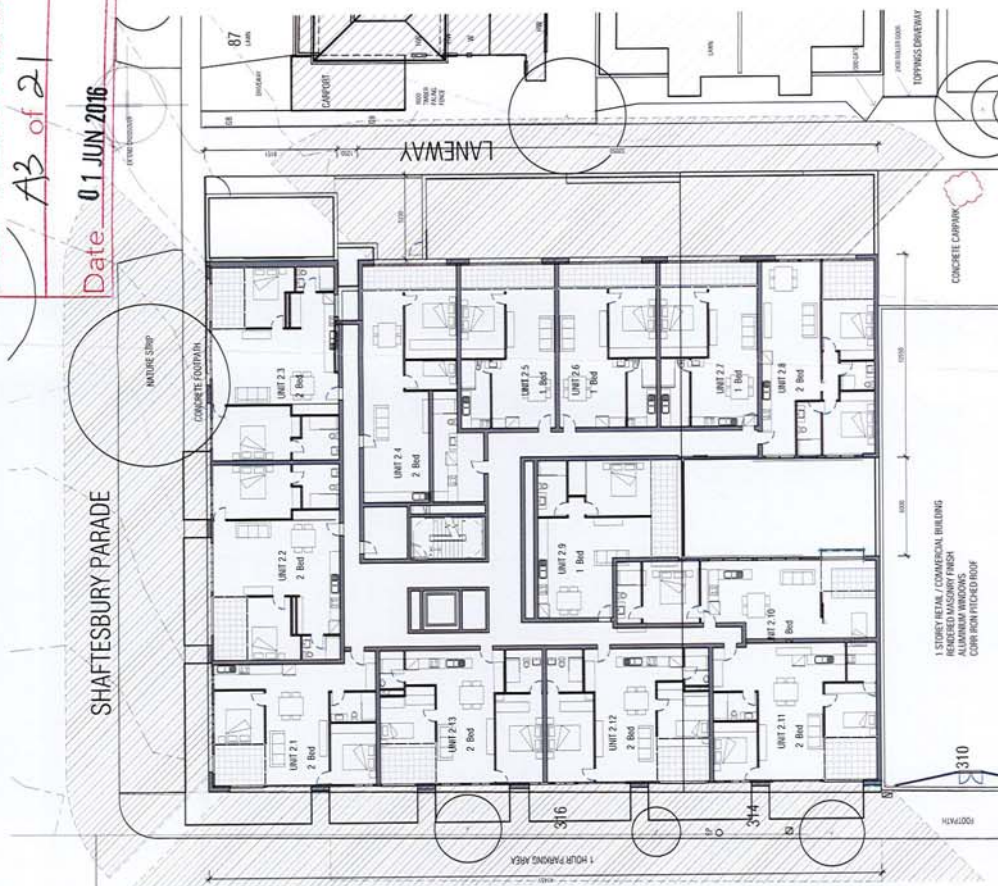 A3 of 21
Date 01 JUN 2016
87
LAWN
DRIVEWAY
CARPORT
LAWN
TOPPINGS DRIVEWAY
LANEWAY
NATURE STRIP
CONCRETE FOOTPATH
SHAFTESBURY PARADE
CONCRETE CARPARK
UNIT 2.3
2 Bed
UNIT 2.4
2 Bed
UNIT 2.5
1 Bed
UNIT 2.6
1 Bed
UNIT 2.7
1 Bed
UNIT 2.8
2 Bed
UNIT 2.2
2 Bed
UNIT 2.9
1 Bed
UNIT 2.10
2 Bed
UNIT 2.1
2 Bed
UNIT 2.13
2 Bed
UNIT 2.12
2 Bed
UNIT 2.11
2 Bed
1 STOREY RETAIL / COMMERCIAL BUILDING
RENDERED MASONRY FINISH
ALUMINIUM WINDOWS
CORR IRON PITCHED ROOF
310
316
314
FOOTPATH
1 HOUR PARKING AREA